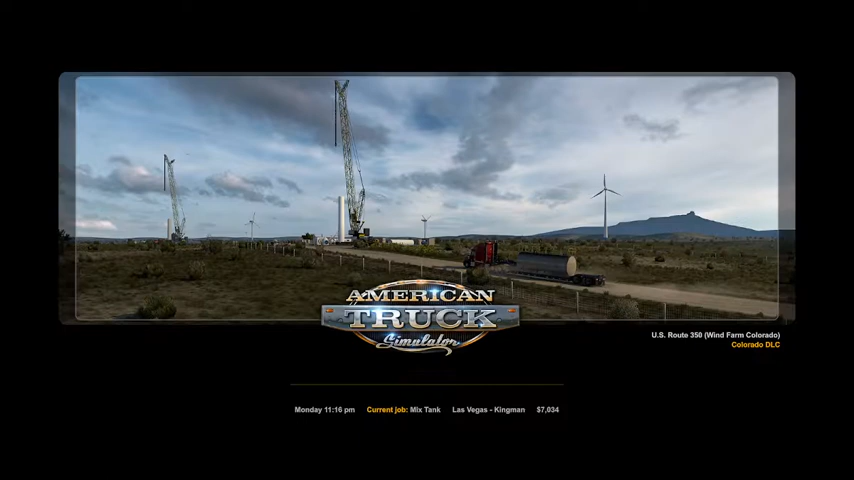 AMERICAN
TRUCK
Simulator
U.S. Route 350 (Wind Farm Colorado)
Colorado DLC
Monday 11:16 pm Current job: Mix Tank Las Vegas - Kingman $7,034